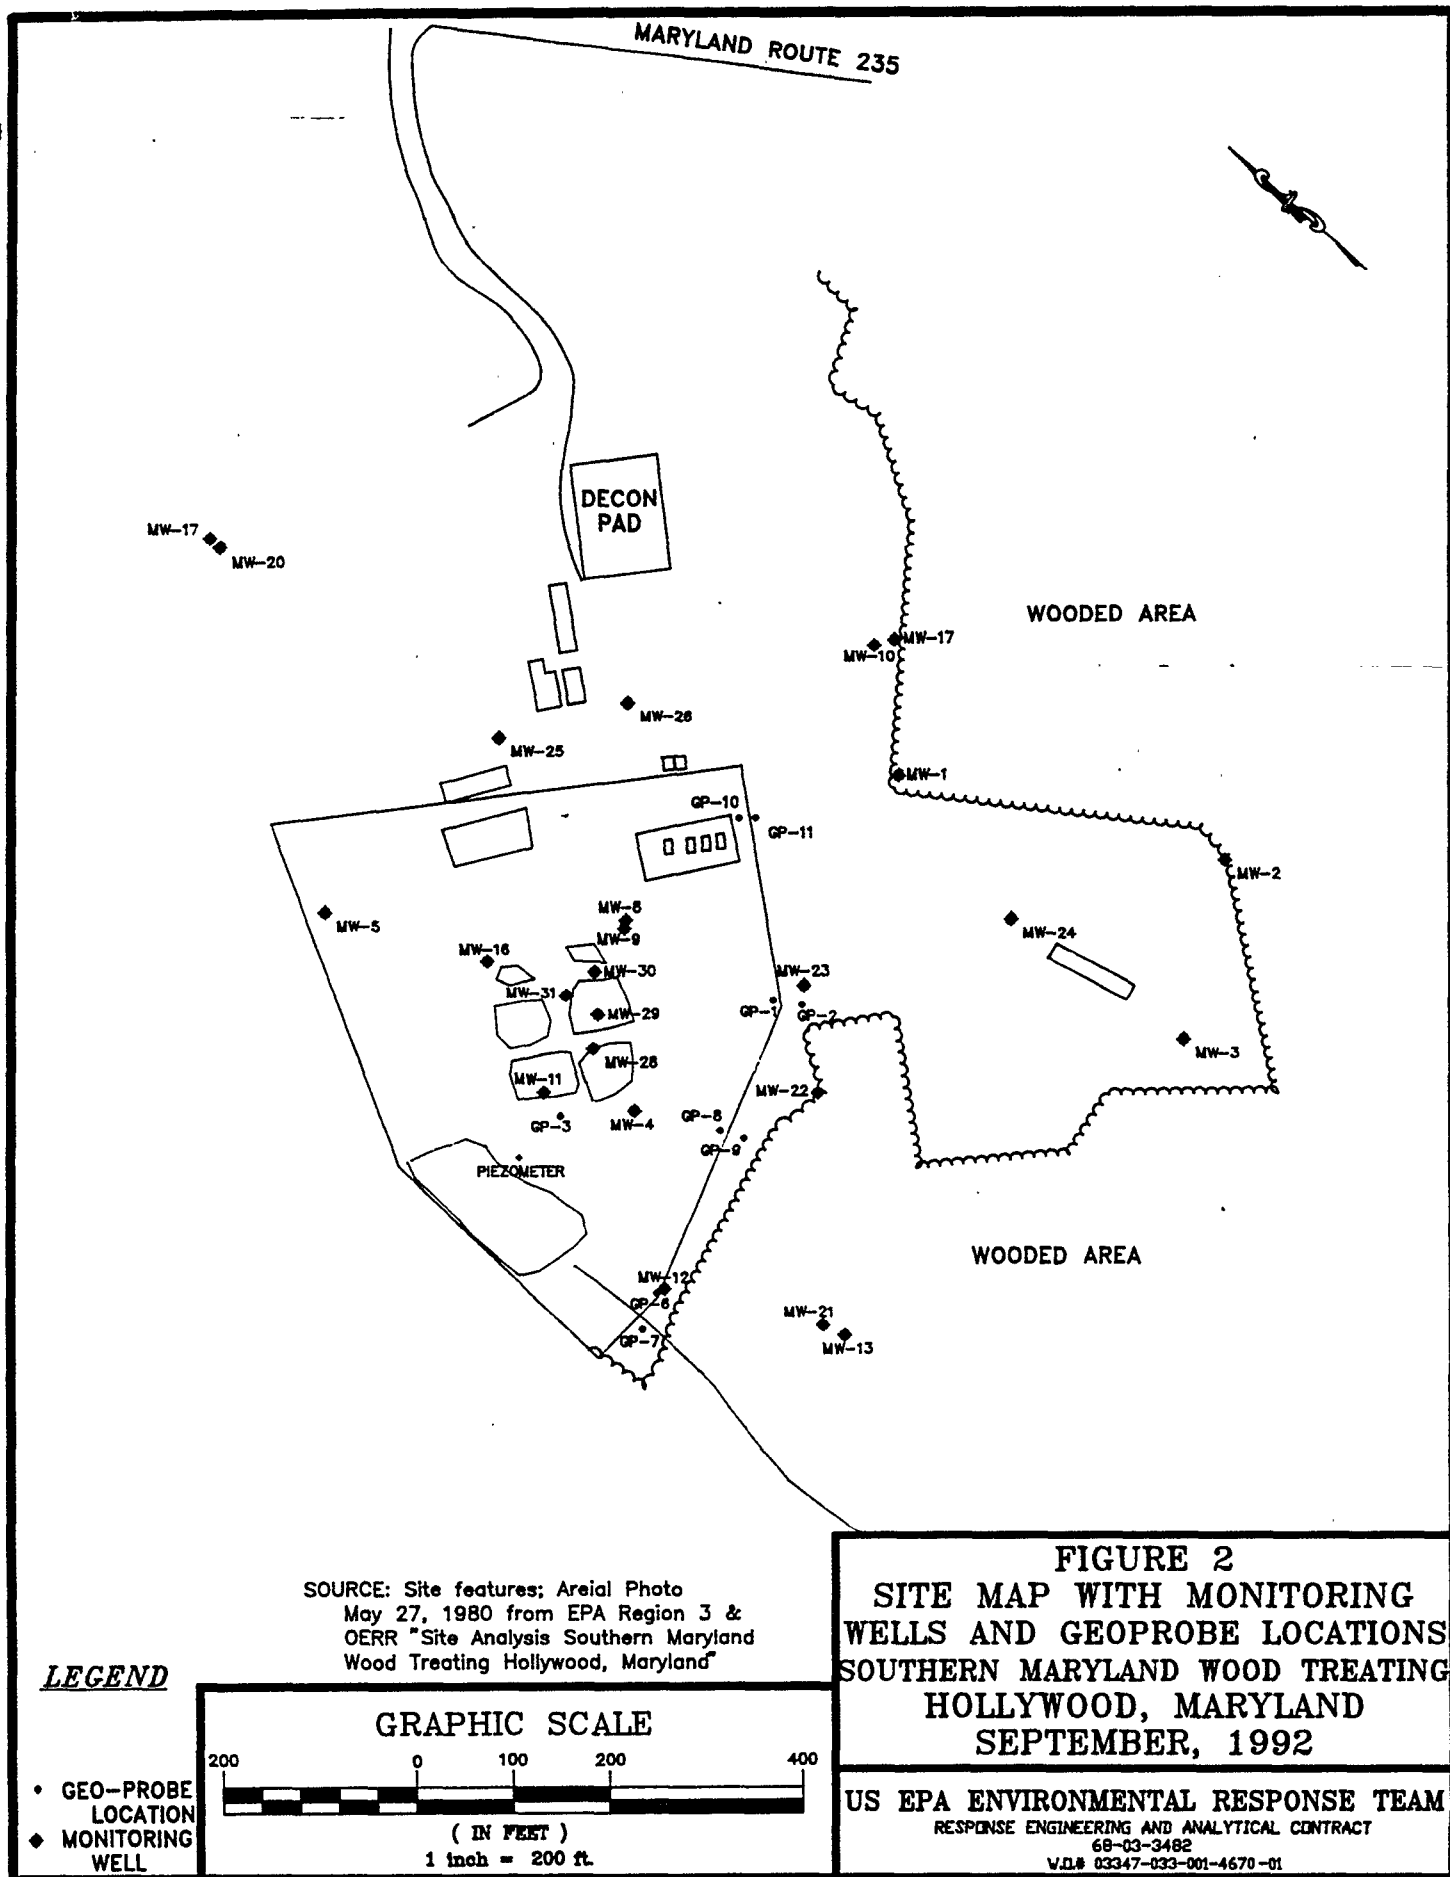 MARYLAND ROUTE 235
DECON
PAD
MW-17
MW-20
WOODED AREA
MW-17
MW-10
MW-26
MW-25
MW-1
GP-10
GP-11
MW-2
MW-5
MW-8
MW-9
MW-24
MW-16
MW-30
MW-23
MW-31
MW-29
GP-1
GP-2
MW-3
MW-28
MW-11
MW-22
GP-3
MW-4
GP-8
GP-9
PIEZOMETER
WOODED AREA
MW-12
GP-6
GP-7
MW-21
MW-13
SOURCE: Site features; Areial Photo
May 27, 1980 from EPA Region 3 &
OERR "Site Analysis Southern Maryland
Wood Treating Hollywood, Maryland"
LEGEND
GEO-PROBE
LOCATION
MONITORING
WELL
GRAPHIC SCALE
200 0 100 200 400
( IN FEET )
1 inch = 200 ft.
FIGURE 2
SITE MAP WITH MONITORING
WELLS AND GEOPROBE LOCATIONS
SOUTHERN MARYLAND WOOD TREATING
HOLLYWOOD, MARYLAND
SEPTEMBER, 1992
US EPA ENVIRONMENTAL RESPONSE TEAM
RESPONSE ENGINEERING AND ANALYTICAL CONTRACT
68-03-3482
W.O.# 03347-033-001-4670-01